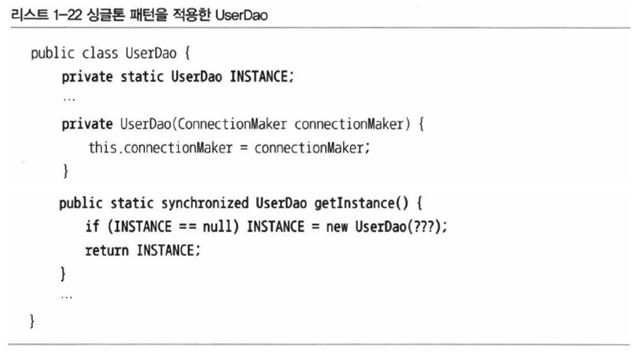 리스트 1-22 싱글톤 패턴을 적용한 UserDao
public class UserDao {
private static UserDao INSTANCE;
…
private UserDao(ConnectionMaker connectionMaker) {
this.connectionMaker = connectionMaker;
}
public static synchronized UserDao getInstance() {
if (INSTANCE == null) INSTANCE = new UserDao(???);
return INSTANCE;
}
…
}